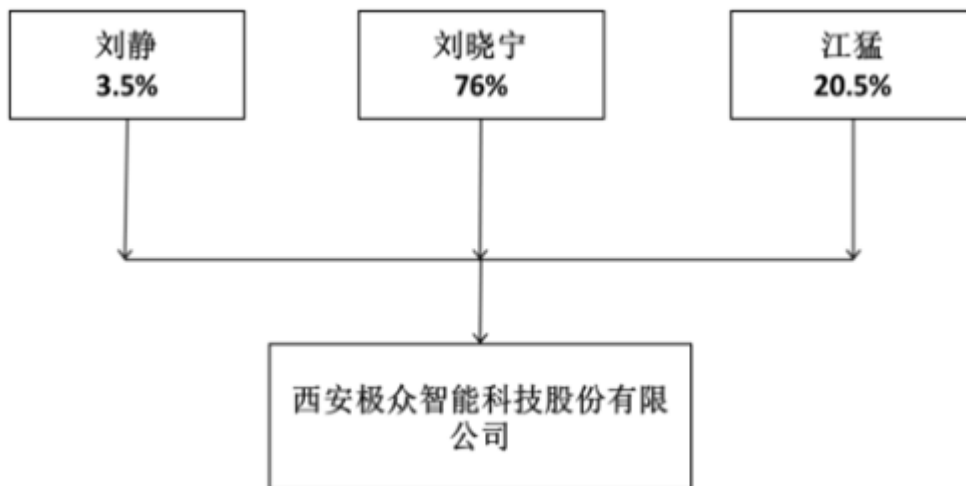 刘静
3.5%
刘晓宁
76%
江猛
20.5%
西安极众智能科技股份有限
公司